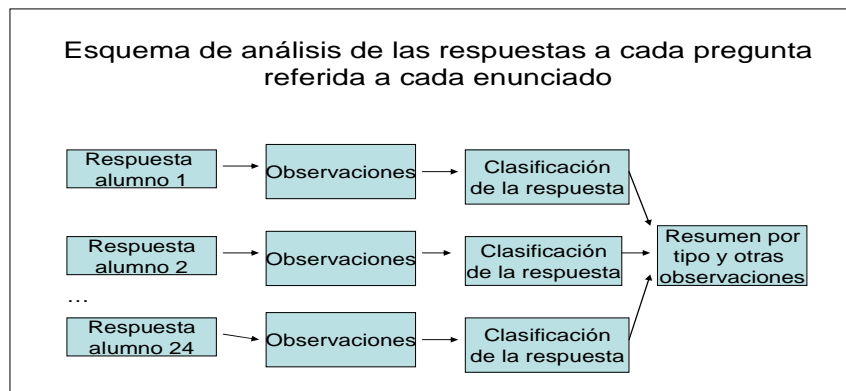 Esquema de análisis de las respuestas a cada pregunta
referida a cada enunciado
Respuesta
alumno 1
Observaciones
Clasificación
de la respuesta
Respuesta
alumno 2
Observaciones
Clasificación
de la respuesta
Resumen por
tipo y otras
observaciones
...
Respuesta
alumno 24
Observaciones
Clasificación
de la respuesta